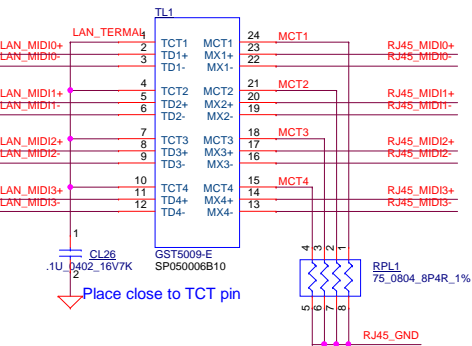 TL1
LAN_TERMAL 1 TCT1 MCT1 24 MCT1
LAN_MIDI0+ 2 TD1+ MX1+ 23 RJ45_MIDI0+
LAN_MIDI0- 3 TD1- MX1- 22 RJ45_MIDI0-
4 TCT2 MCT2 21 MCT2
LAN_MIDI1+ 5 TD2+ MX2+ 20 RJ45_MIDI1+
LAN_MIDI1- 6 TD2- MX2- 19 RJ45_MIDI1-
7 TCT3 MCT3 18 MCT3
LAN_MIDI2+ 8 TD3+ MX3+ 17 RJ45_MIDI2+
LAN_MIDI2- 9 TD3- MX3- 16 RJ45_MIDI2-
10 TCT4 MCT4 15 MCT4
LAN_MIDI3+ 11 TD4+ MX4+ 14 RJ45_MIDI3+
LAN_MIDI3- 12 TD4- MX4- 13 RJ45_MIDI3-
1
CL26
.1U_0402_16V7K
2
GST5009-E
SP050006B10
Place close to TCT pin
4 3 2 1
RPL1
75_0804_8P4R_1%
5 6 7 8
RJ45_GND